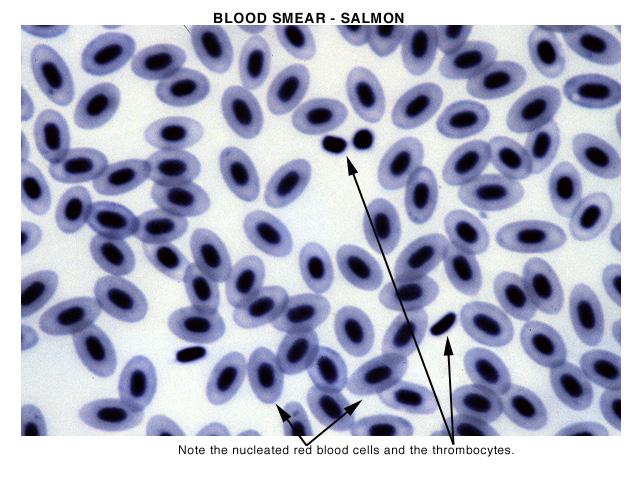 BLOOD SMEAR - SALMON
Note the nucleated red blood cells and the thrombocytes.